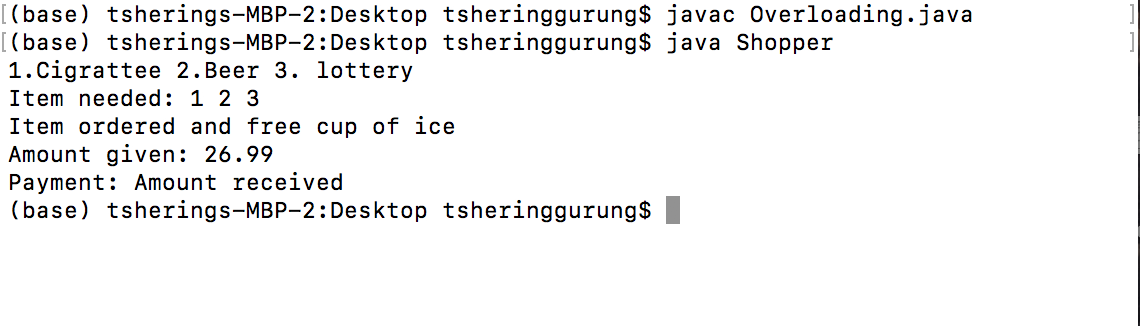 [(base) tsherings-MBP-2:Desktop tsheringgurung$ javac Overloading.java ]
[(base) tsherings-MBP-2:Desktop tsheringgurung$ java Shopper ]
1.Cigrattee 2.Beer 3. lottery
Item needed: 1 2 3
Item ordered and free cup of ice
Amount given: 26.99
Payment: Amount received
(base) tsherings-MBP-2:Desktop tsheringgurung$